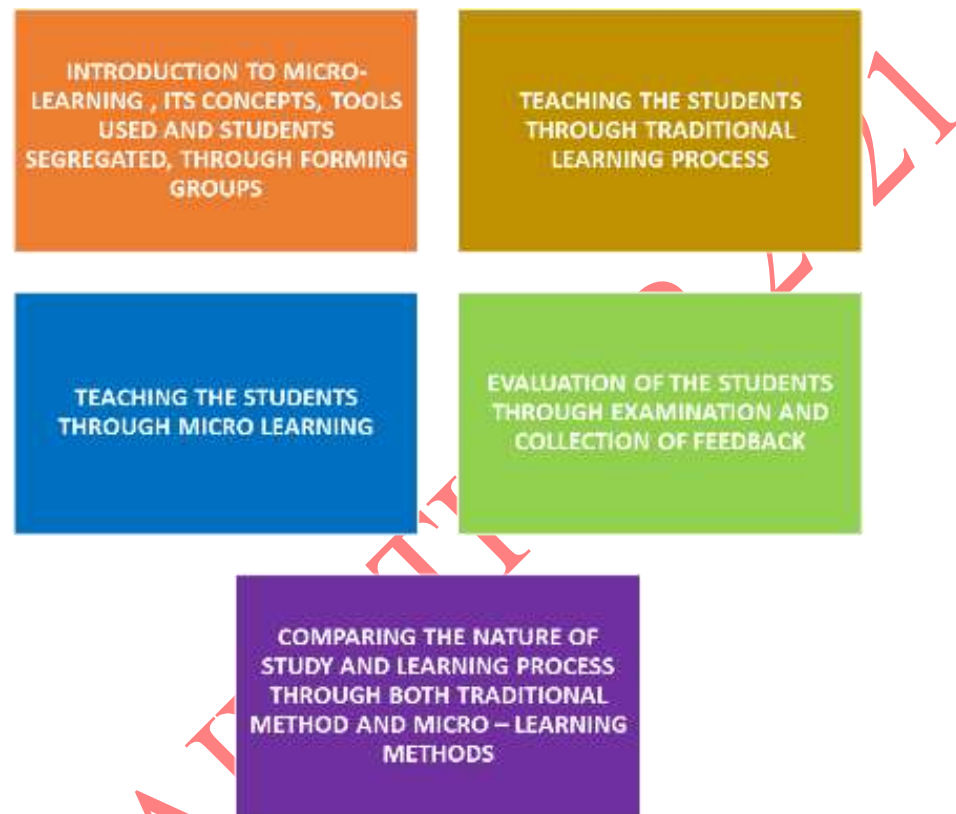 INTRODUCTION TO MICRO-
LEARNING , ITS CONCEPTS, TOOLS
USED AND STUDENTS
SEGREGATED, THROUGH FORMING
GROUPS
TEACHING THE STUDENTS
THROUGH TRADITIONAL
LEARNING PROCESS
TEACHING THE STUDENTS
THROUGH MICRO LEARNING
EVALUATION OF THE STUDENTS
THROUGH EXAMINATION AND
COLLECTION OF FEEDBACK
COMPARING THE NATURE OF
STUDY AND LEARNING PROCESS
THROUGH BOTH TRADITIONAL
METHOD AND MICRO – LEARNING
METHODS